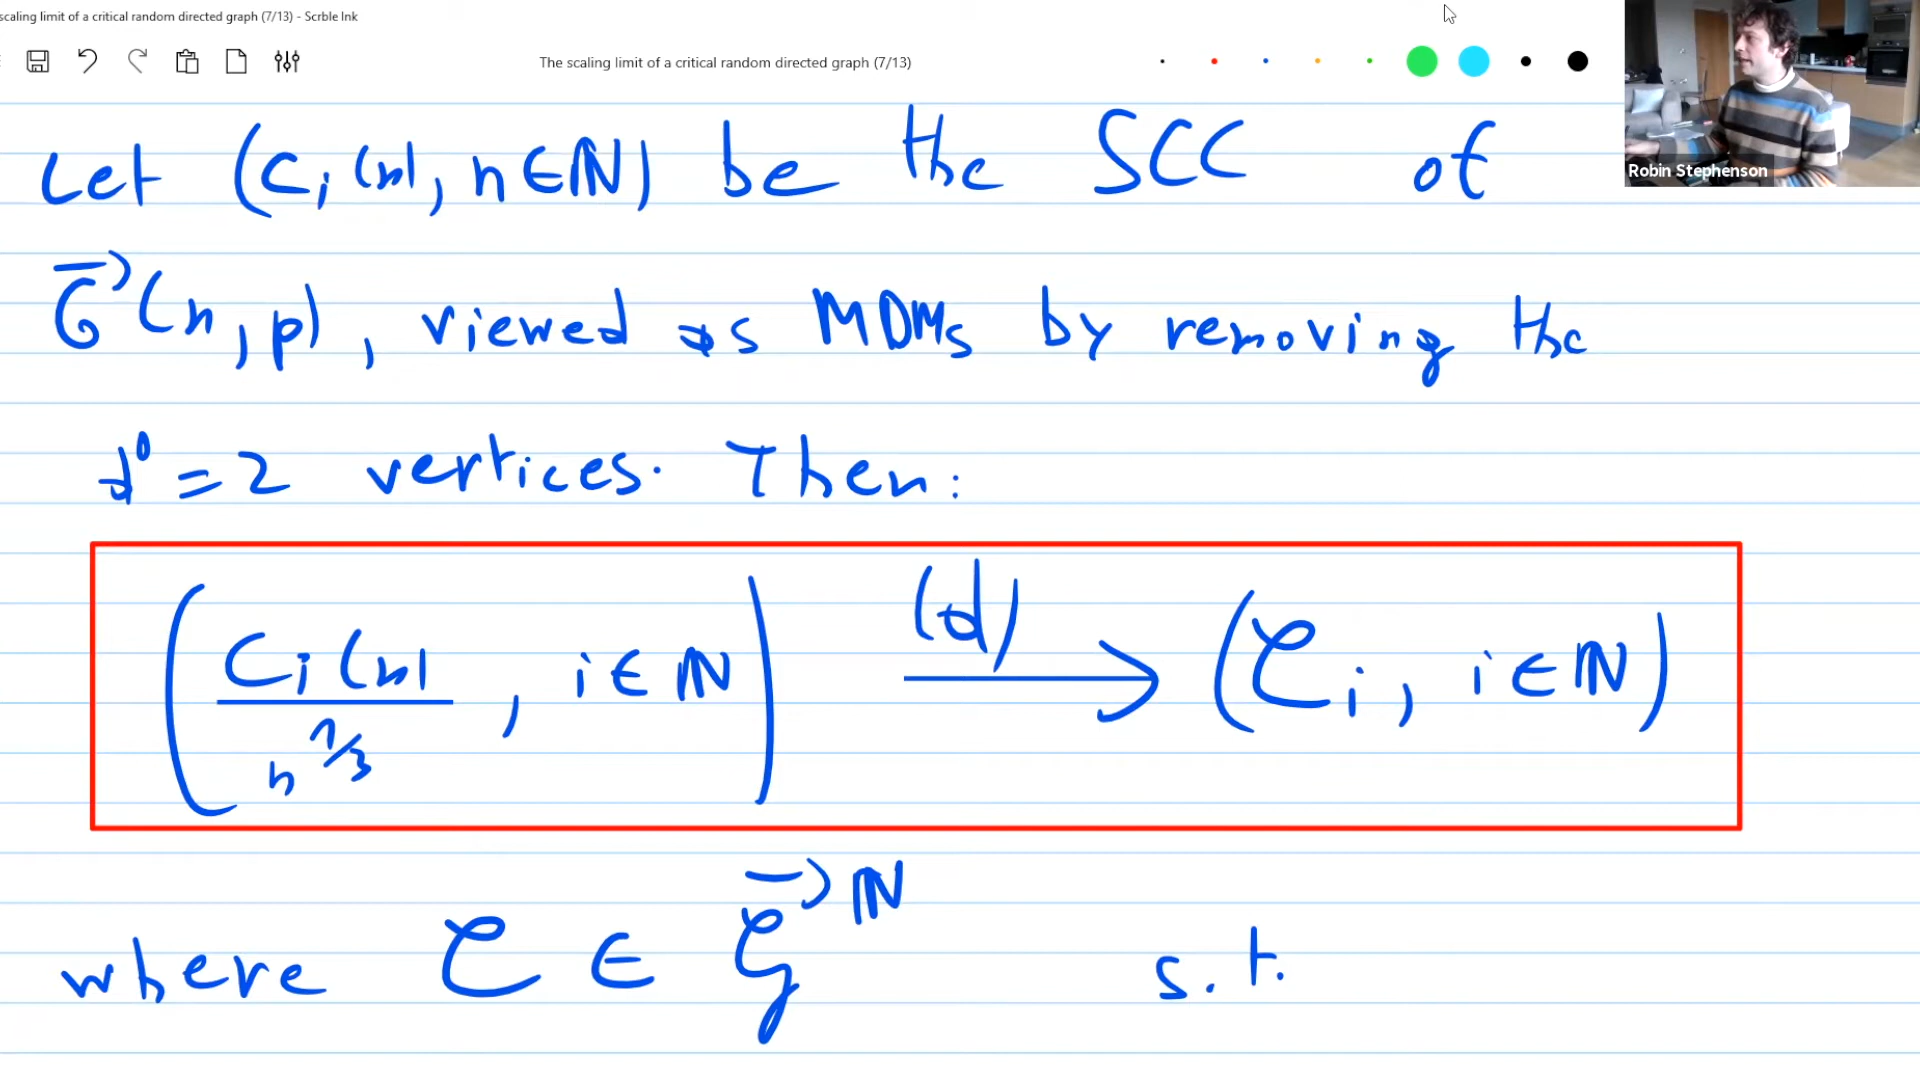 scaling limit of a critical random directed graph (7/13) - Scrble Ink
The scaling limit of a critical random directed graph (7/13)
Robin Stephenson
Let (C_i(n), n∈ℕ) be the SCC of
G⃗(n,p), viewed as MDMs by removing the
d°=2 vertices. Then:
(C_i(n)/n^{1/3}, i∈ℕ) (d)⟶ (𝒞_i, i∈ℕ)
where 𝒞 ∈ 𝒢⃗^ℕ s.t.